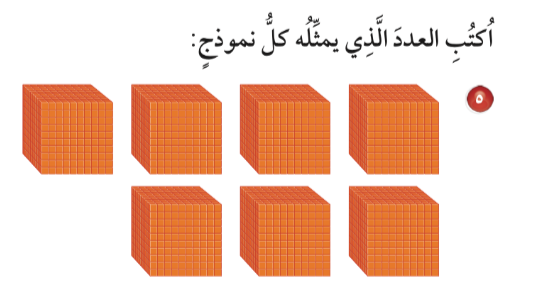 اُكتُبِ العددَ الَّذِي يمثِّلُه كلُّ نموذجٍ:
٥